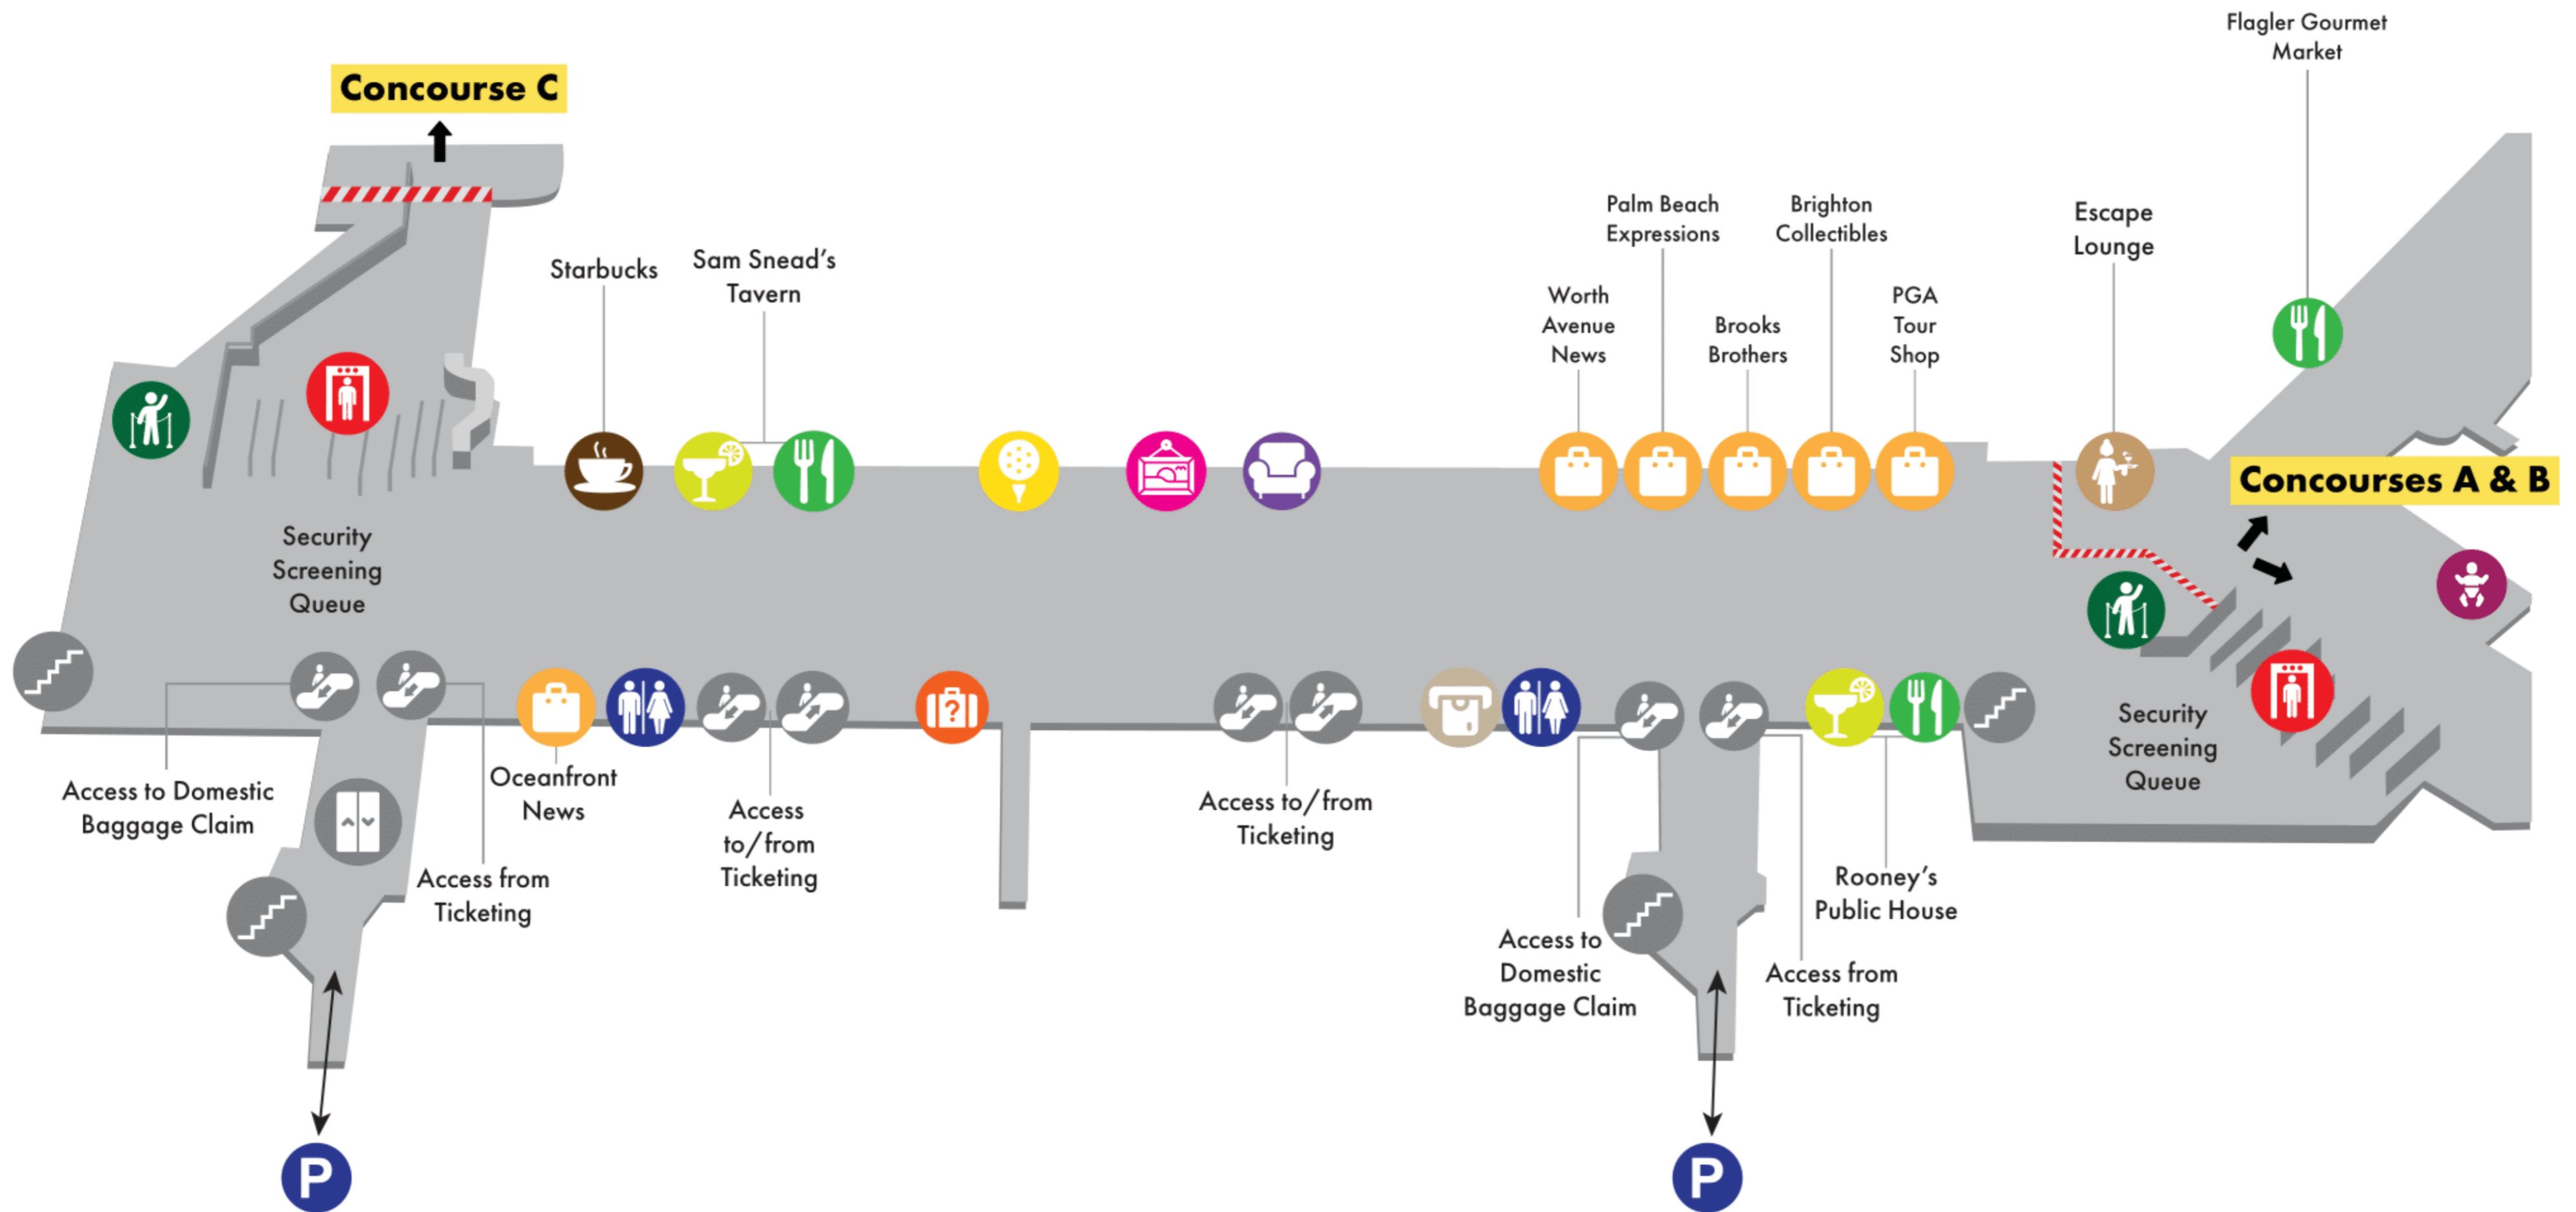 Flagler Gourmet
Market
Concourse C
Palm Beach
Expressions
Brighton
Collectibles
Escape
Lounge
Starbucks
Sam Snead's
Tavern
Worth
Avenue
News
Brooks
Brothers
PGA
Tour
Shop
Concourses A & B
Security
Screening
Queue
?
Security
Screening
Queue
Access to Domestic
Baggage Claim
Oceanfront
News
Access
to/from
Ticketing
Access to/from
Ticketing
Access from
Ticketing
Rooney's
Public House
Access to
Domestic
Baggage Claim
Access from
Ticketing
P
P